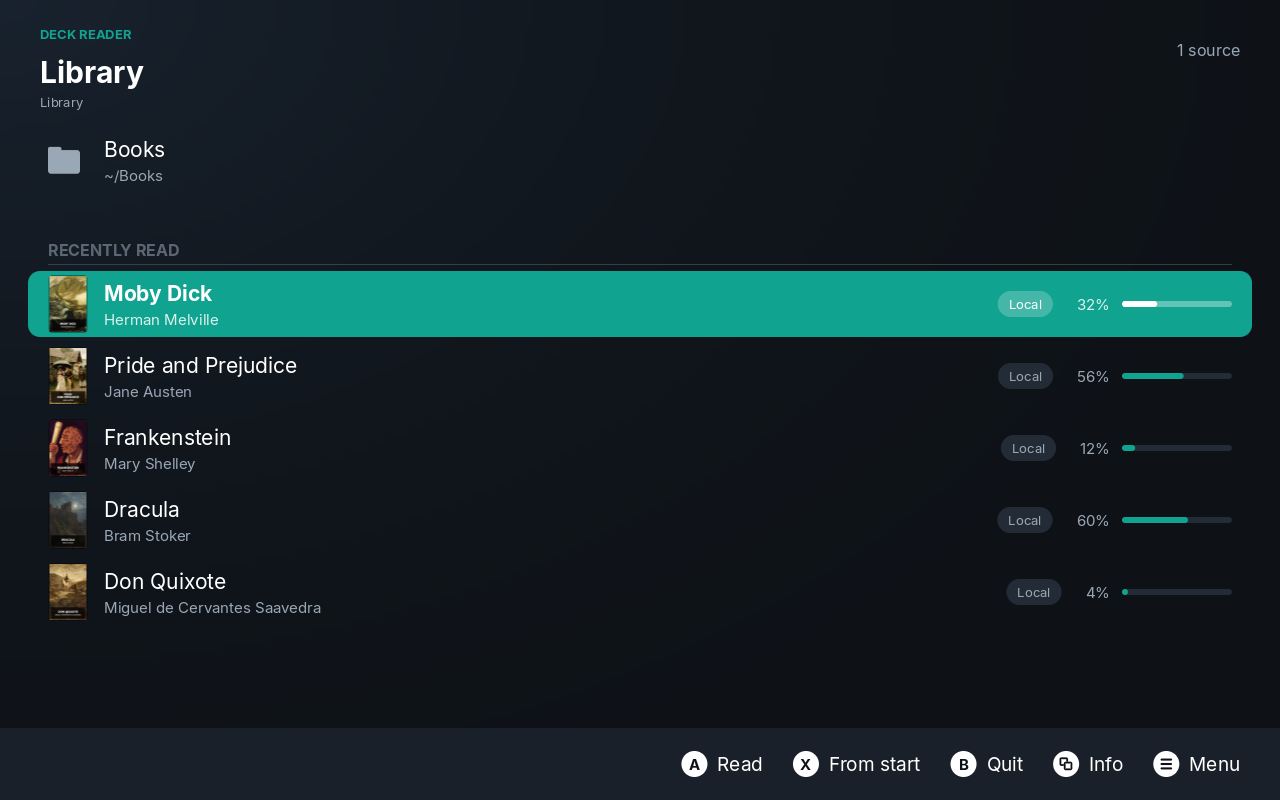 DECK READER
Library
1 source
Library
Books
~/Books
RECENTLY READ
Moby Dick
Herman Melville
Local 32%
Pride and Prejudice
Jane Austen
Local 56%
Frankenstein
Mary Shelley
Local 12%
Dracula
Bram Stoker
Local 60%
Don Quixote
Miguel de Cervantes Saavedra
Local 4%
A Read X From start B Quit Info Menu